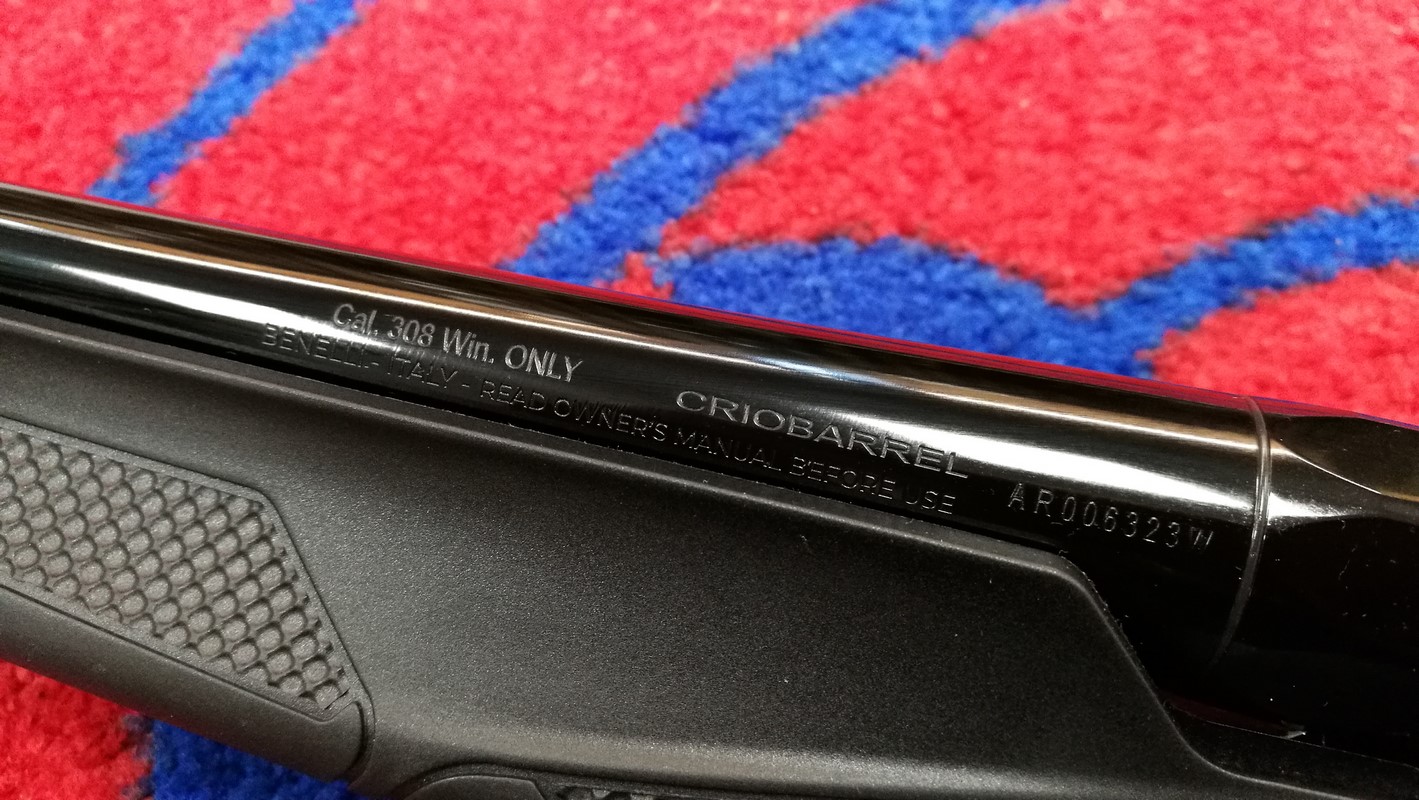 Cal. 308 Win. ONLY
BENELLI - ITALY - READ OWNER'S MANUAL BEFORE USE
CRIOBARREL
AR006323W